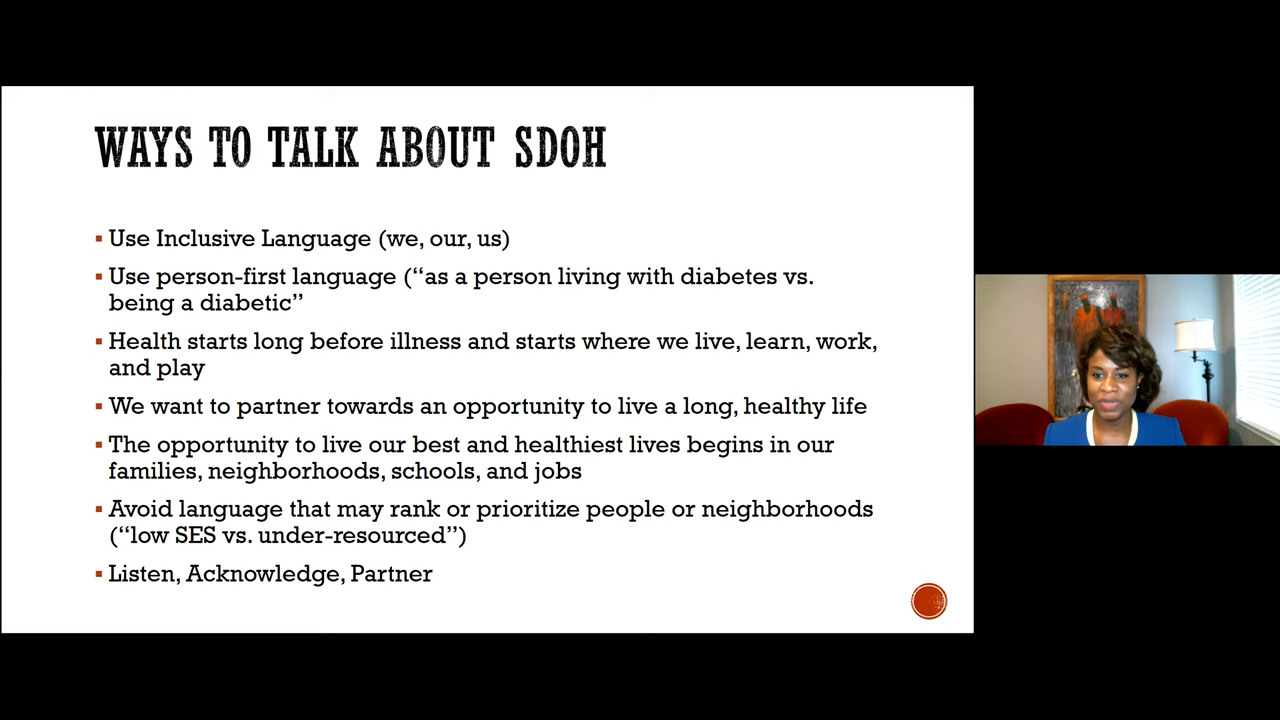 WAYS TO TALK ABOUT SDOH
▪ Use Inclusive Language (we, our, us)
▪ Use person-first language (“as a person living with diabetes vs.
being a diabetic”
▪ Health starts long before illness and starts where we live, learn, work,
and play
▪ We want to partner towards an opportunity to live a long, healthy life
▪ The opportunity to live our best and healthiest lives begins in our
families, neighborhoods, schools, and jobs
▪ Avoid language that may rank or prioritize people or neighborhoods
(“low SES vs. under-resourced”)
▪ Listen, Acknowledge, Partner